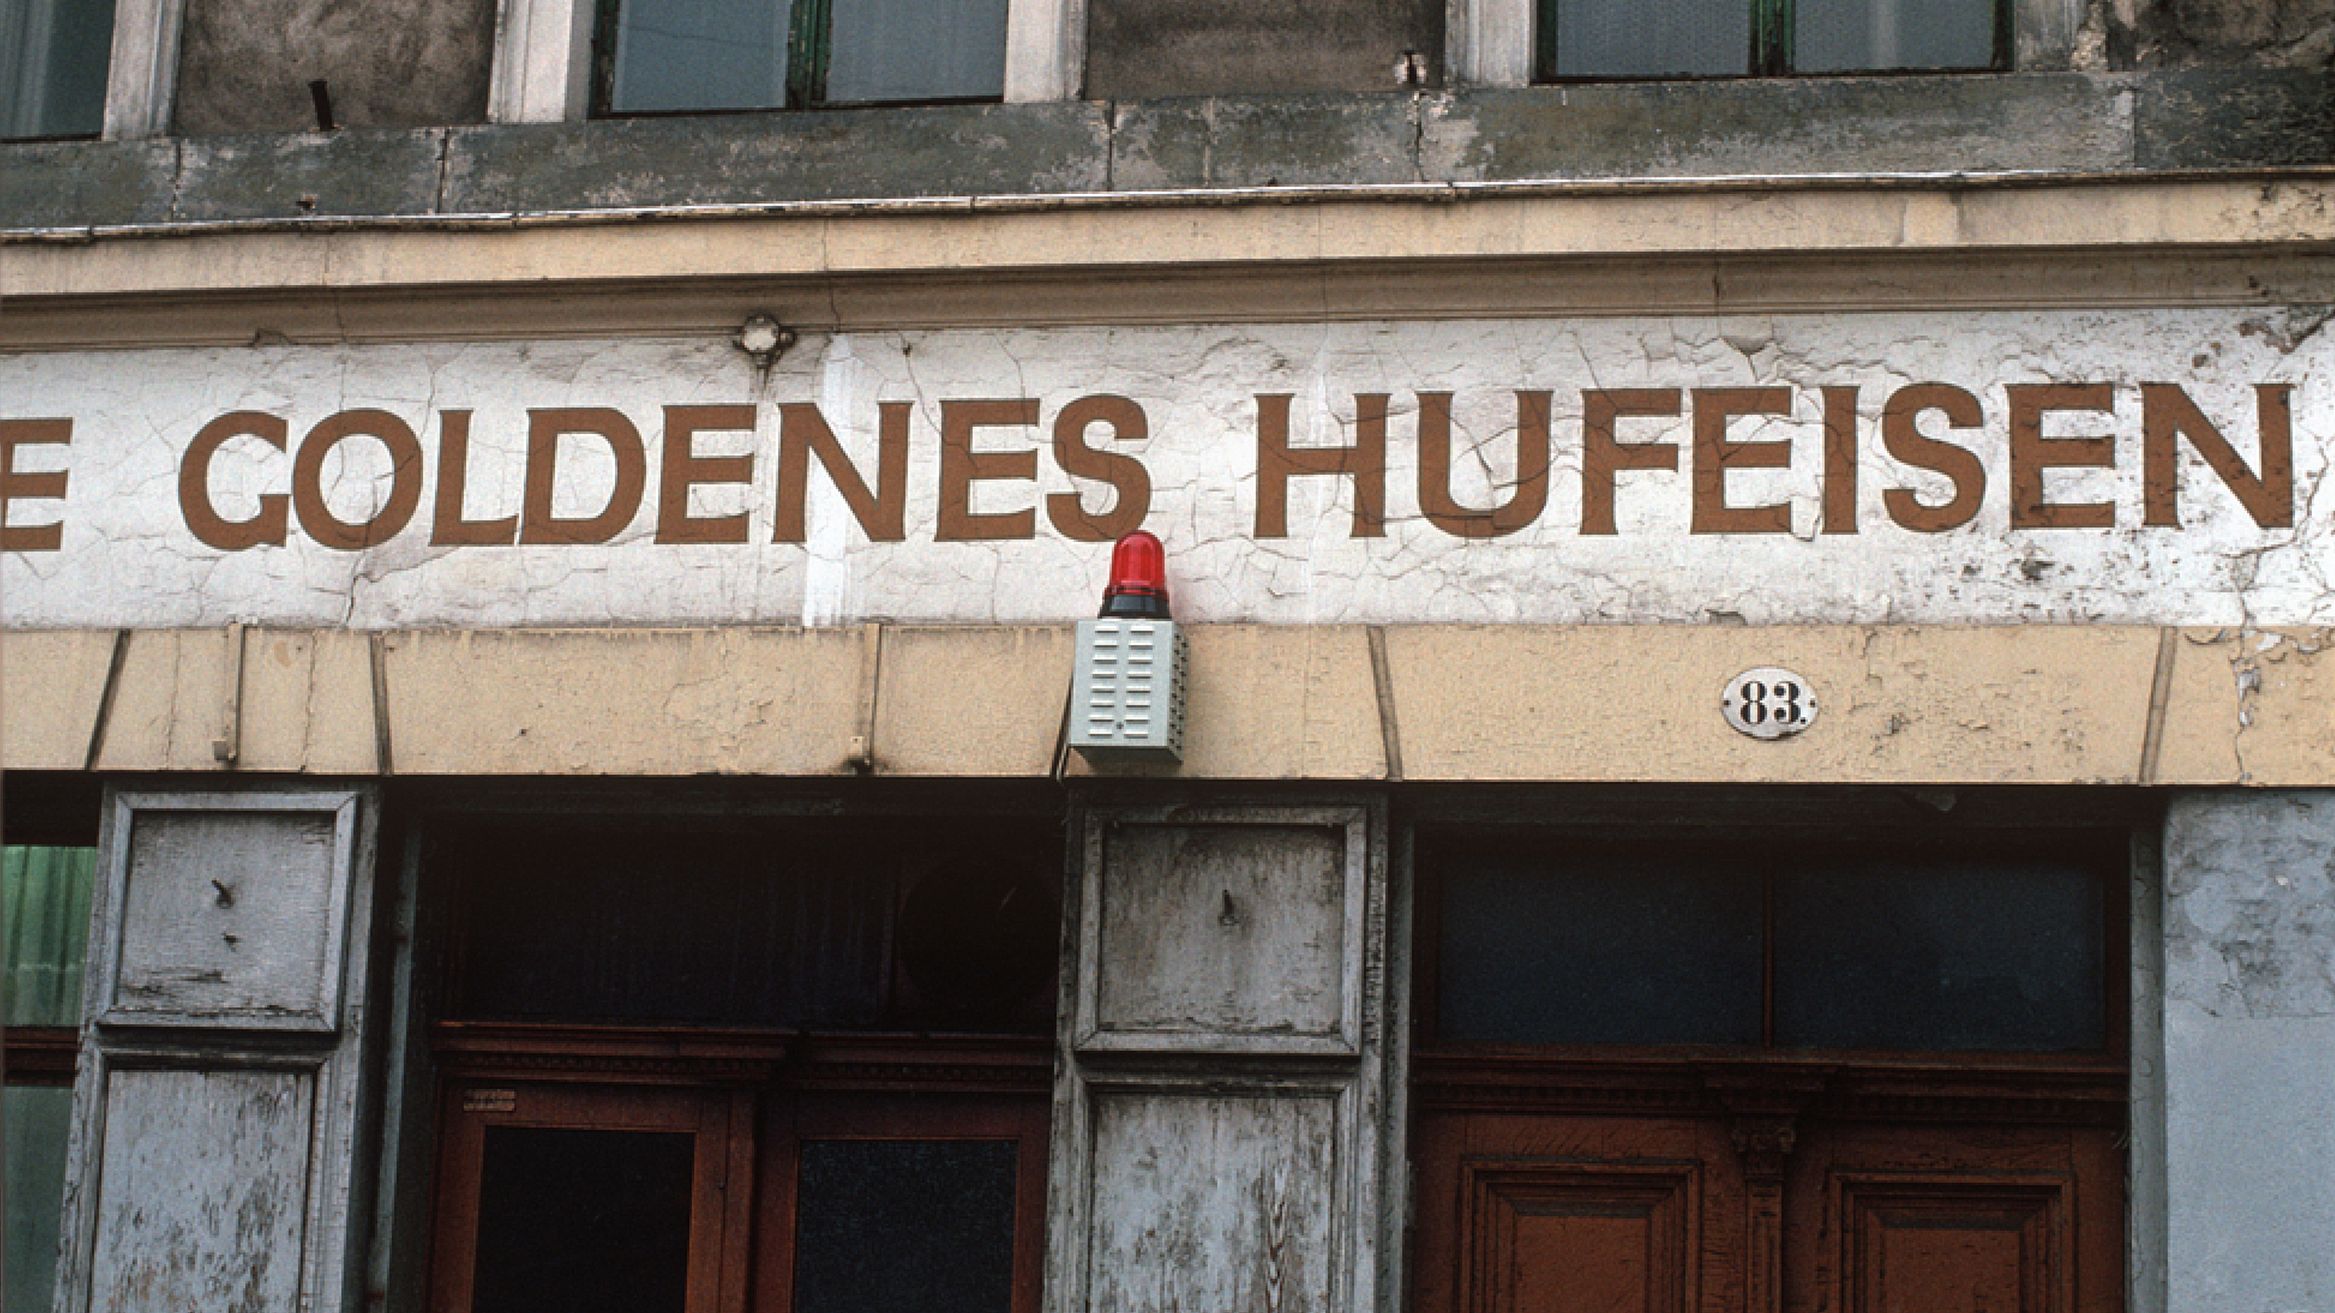 E GOLDENES HUFEISEN
83.